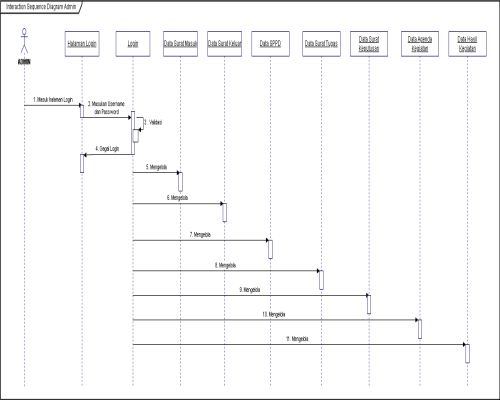 Interaction Sequence Diagram Admin
ADMIN
Halaman Login
Login
Data Surat Masuk
Data Surat Keluar
Data SPPD
Data Surat Tugas
Data Surat
Keputusan
Data Agenda
Kegiatan
Data Hasil
Kegiatan
1. Masuk halaman Login
2. Masukan Username
dan Password
3. Validasi
4. Gagal Login
5. Mengelola
6. Mengelola
7. Mengelola
8. Mengelola
9. Mengelola
10. Mengelola
11. Mengelola